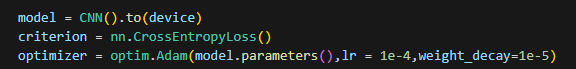 model = CNN().to(device)
criterion = nn.CrossEntropyLoss()
optimizer = optim.Adam(model.parameters(),lr = 1e-4,weight_decay=1e-5)